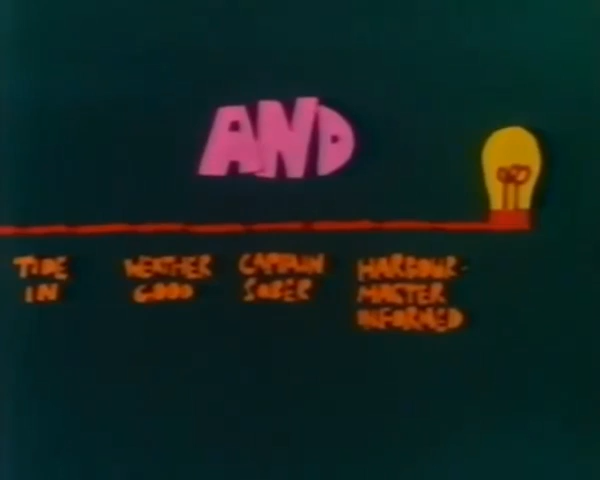 AND
TIDE IN
WEATHER GOOD
CAPTAIN SOBER
HARBOUR-
MASTER
INFORMED